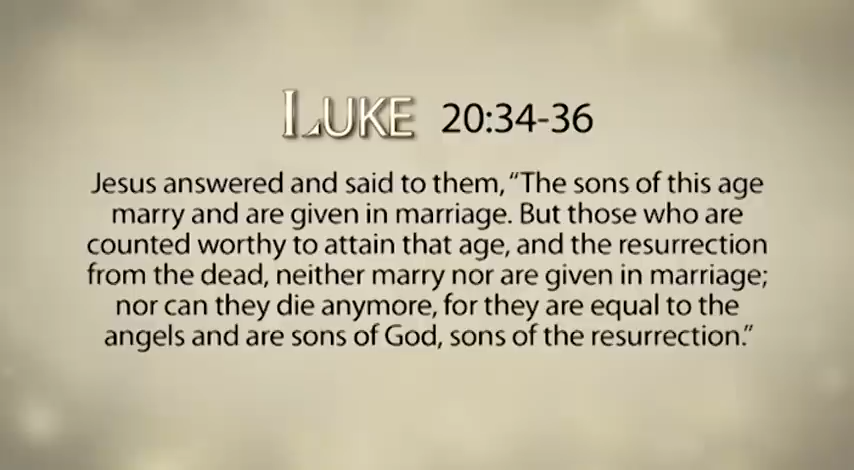 LUKE 20:34-36
Jesus answered and said to them, “The sons of this age
marry and are given in marriage. But those who are
counted worthy to attain that age, and the resurrection
from the dead, neither marry nor are given in marriage;
nor can they die anymore, for they are equal to the
angels and are sons of God, sons of the resurrection.”